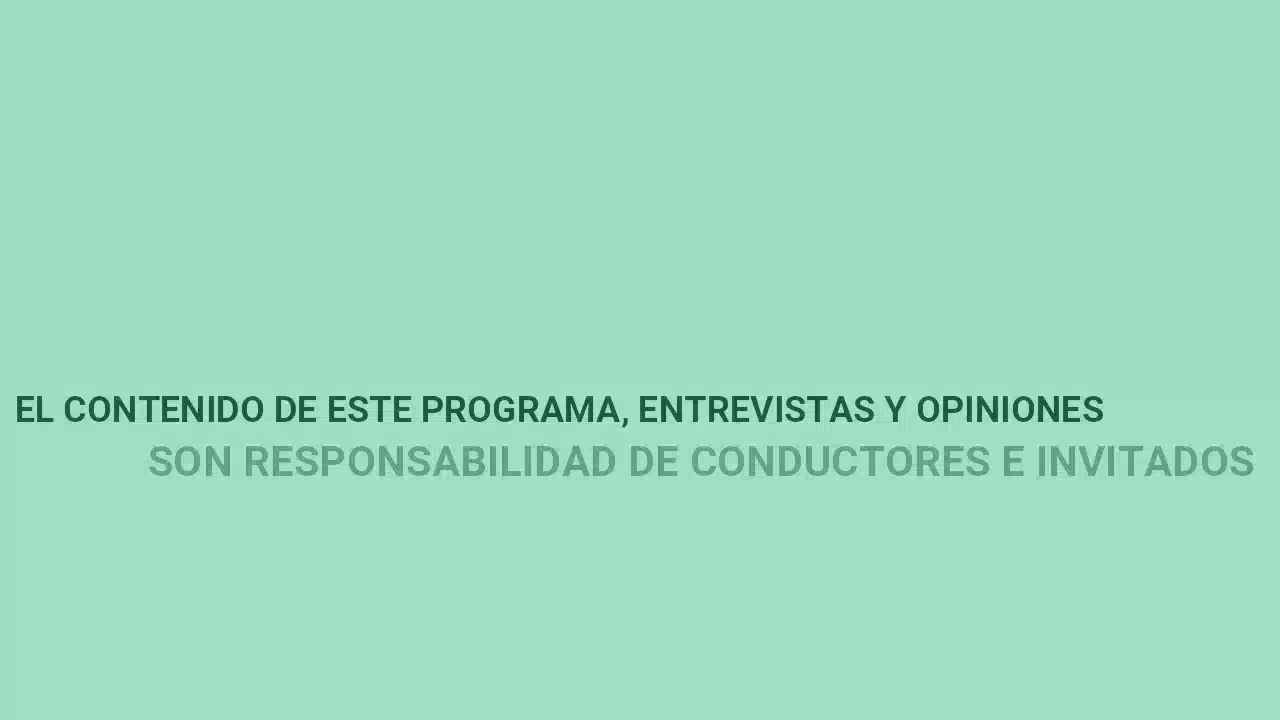 EL CONTENIDO DE ESTE PROGRAMA, ENTREVISTAS Y OPINIONES
SON RESPONSABILIDAD DE CONDUCTORES E INVITADOS